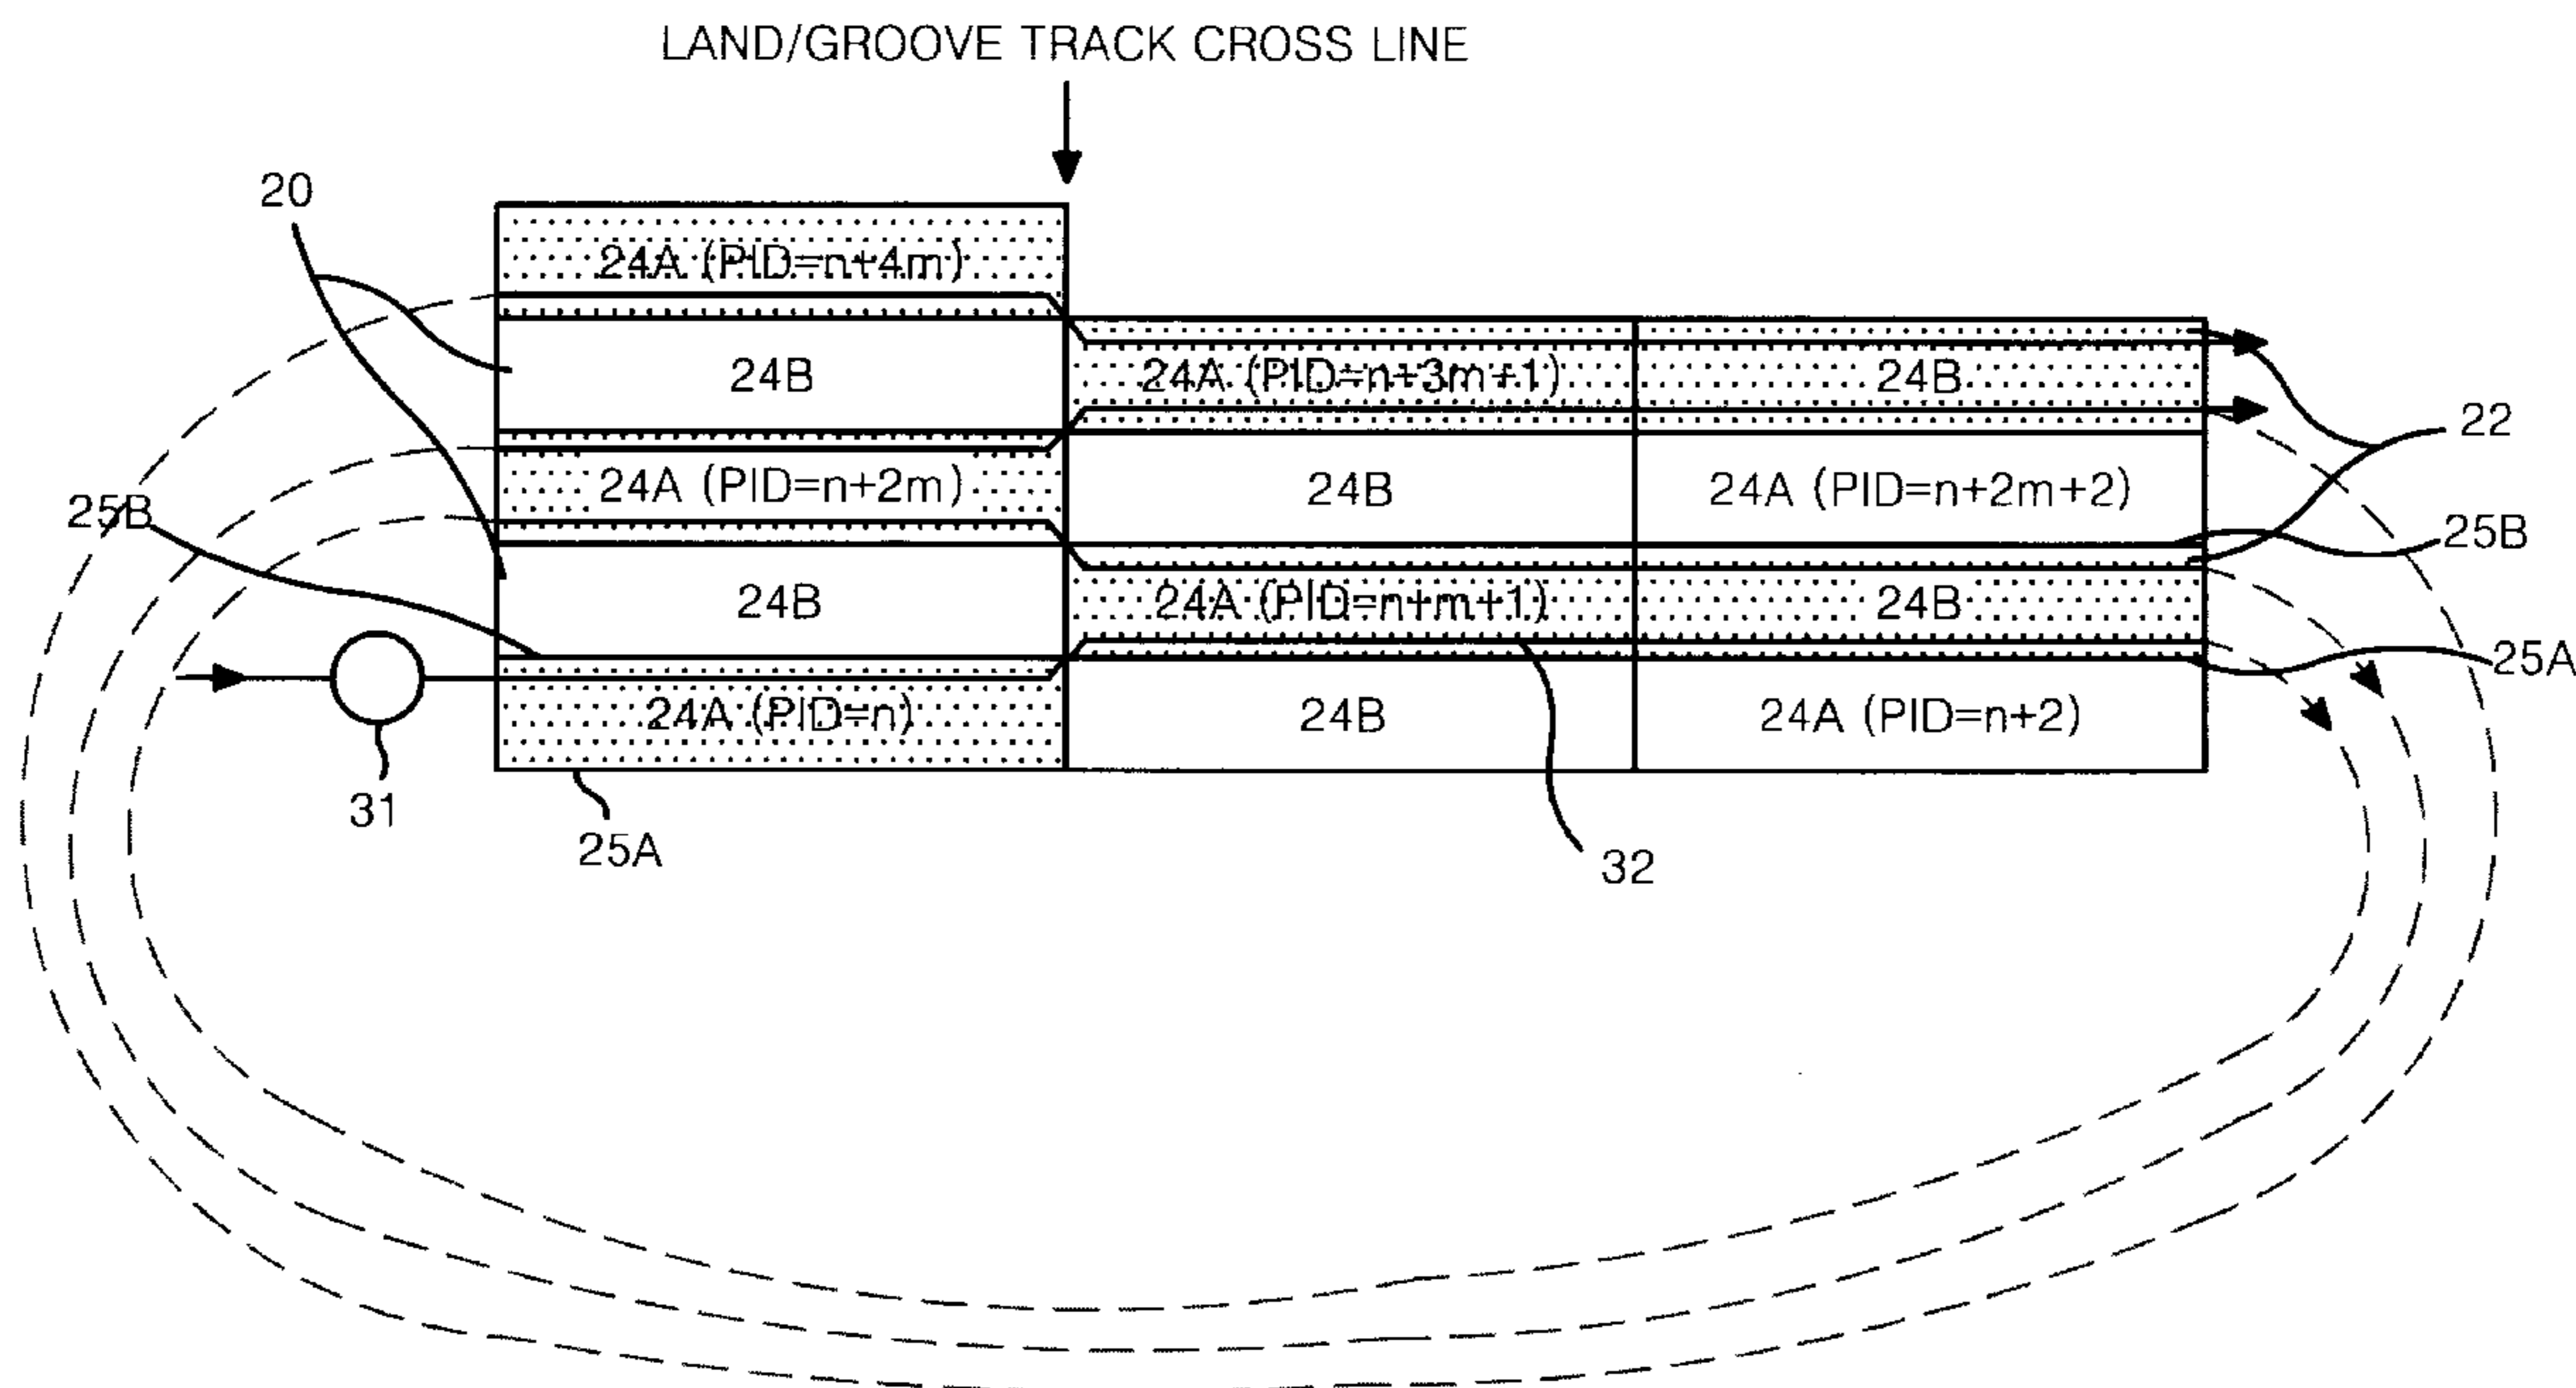 LAND/GROOVE TRACK CROSS LINE
20
24A (PID=n+4m)
24B
24A (PID=n+3m+1)
24B
22
24A (PID=n+2m)
24B
24A (PID=n+2m+2)
25B
25B
24B
24A (PID=n+m+1)
24B
25A
24A (PID=n)
24B
24A (PID=n+2)
31
25A
32